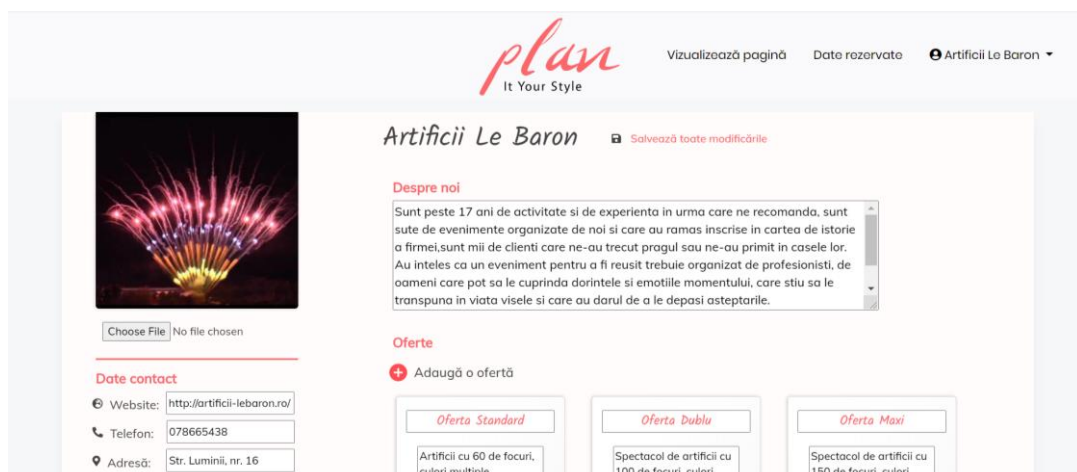 plan
It Your Style
Vizualizează pagină
Date rezervate
Artificii Le Baron
Artificii Le Baron
Salvează toate modificările
Despre noi
Sunt peste 17 ani de activitate si de experienta in urma care ne recomanda, sunt
sute de evenimente organizate de noi si care au ramas inscrise in cartea de istorie
a firmei,sunt mii de clienti care ne-au trecut pragul sau ne-au primit in casele lor.
Au inteles ca un eveniment pentru a fi reusit trebuie organizat de profesionisti, de
oameni care pot sa le cuprinda dorintele si emotiile momentului, care stiu sa le
transpuna in viata visele si care au darul de a le depasi asteptarile.
Choose File No file chosen
Date contact
Website: http://artificii-lebaron.ro/
Telefon: 078665438
Adresă: Str. Luminii, nr. 16
Oferte
Adaugă o ofertă
Oferta Standard
Artificii cu 60 de focuri,
culori multiple
Oferta Dublu
Spectacol de artificii cu
100 de focuri, culori
Oferta Maxi
Spectacol de artificii cu
150 de focuri, culori